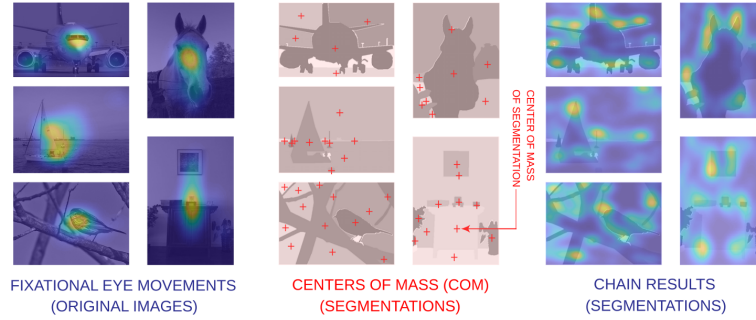 CENTER OF MASS
OF SEGMENTATION
FIXATIONAL EYE MOVEMENTS
(ORIGINAL IMAGES)
CENTERS OF MASS (COM)
(SEGMENTATIONS)
CHAIN RESULTS
(SEGMENTATIONS)